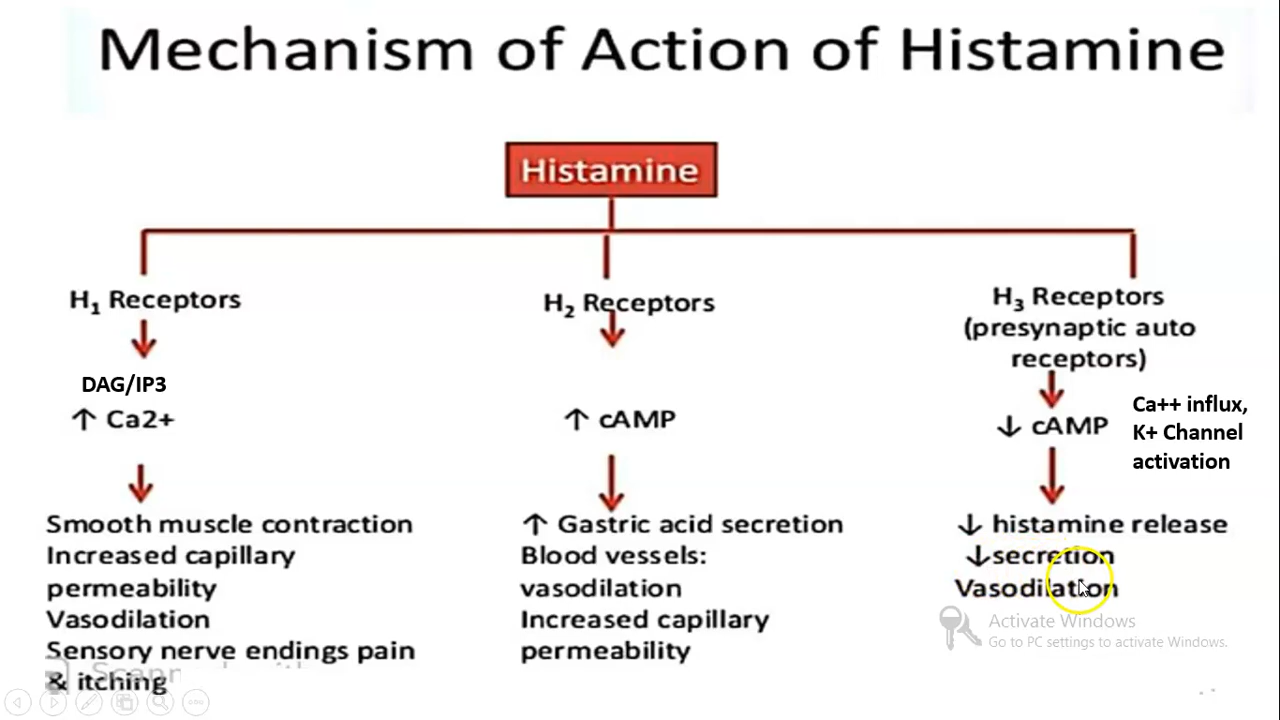 Mechanism of Action of Histamine
Histamine
H₁ Receptors
DAG/IP3
↑ Ca2+
Smooth muscle contraction
Increased capillary
permeability
Vasodilation
Sensory nerve endings pain
& itching
H₂ Receptors
↑ cAMP
↑ Gastric acid secretion
Blood vessels:
vasodilation
Increased capillary
permeability
H₃ Receptors
(presynaptic auto
receptors)
↓ cAMP
Ca++ influx,
K+ Channel
activation
↓ histamine release
↓secretion
Vasodilation
Activate Windows
Go to PC settings to activate Windows.